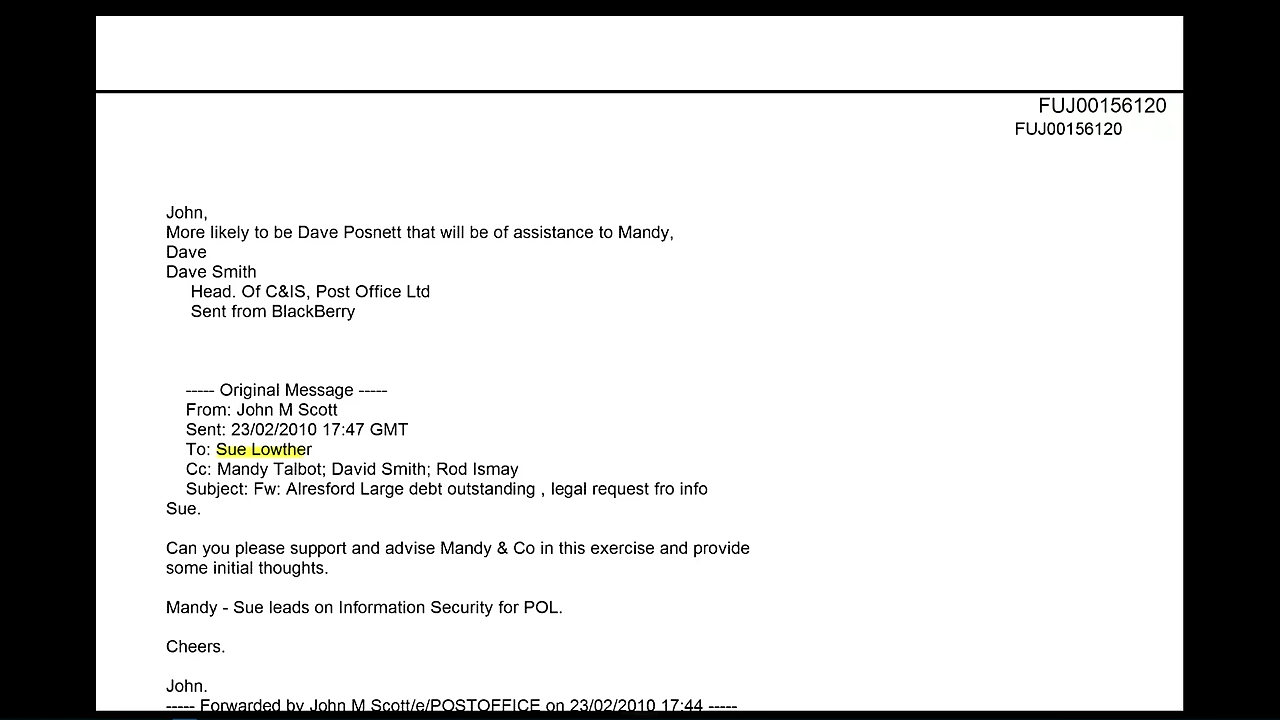 FUJ00156120
FUJ00156120
John,
More likely to be Dave Posnett that will be of assistance to Mandy,
Dave
Dave Smith
Head. Of C&IS, Post Office Ltd
Sent from BlackBerry
----- Original Message -----
From: John M Scott
Sent: 23/02/2010 17:47 GMT
To: Sue Lowther
Cc: Mandy Talbot; David Smith; Rod Ismay
Subject: Fw: Alresford Large debt outstanding , legal request fro info
Sue.
Can you please support and advise Mandy & Co in this exercise and provide
some initial thoughts.
Mandy - Sue leads on Information Security for POL.
Cheers.
John.
----- Forwarded by John M Scott/e/POSTOFFICE on 23/02/2010 17:44 -----